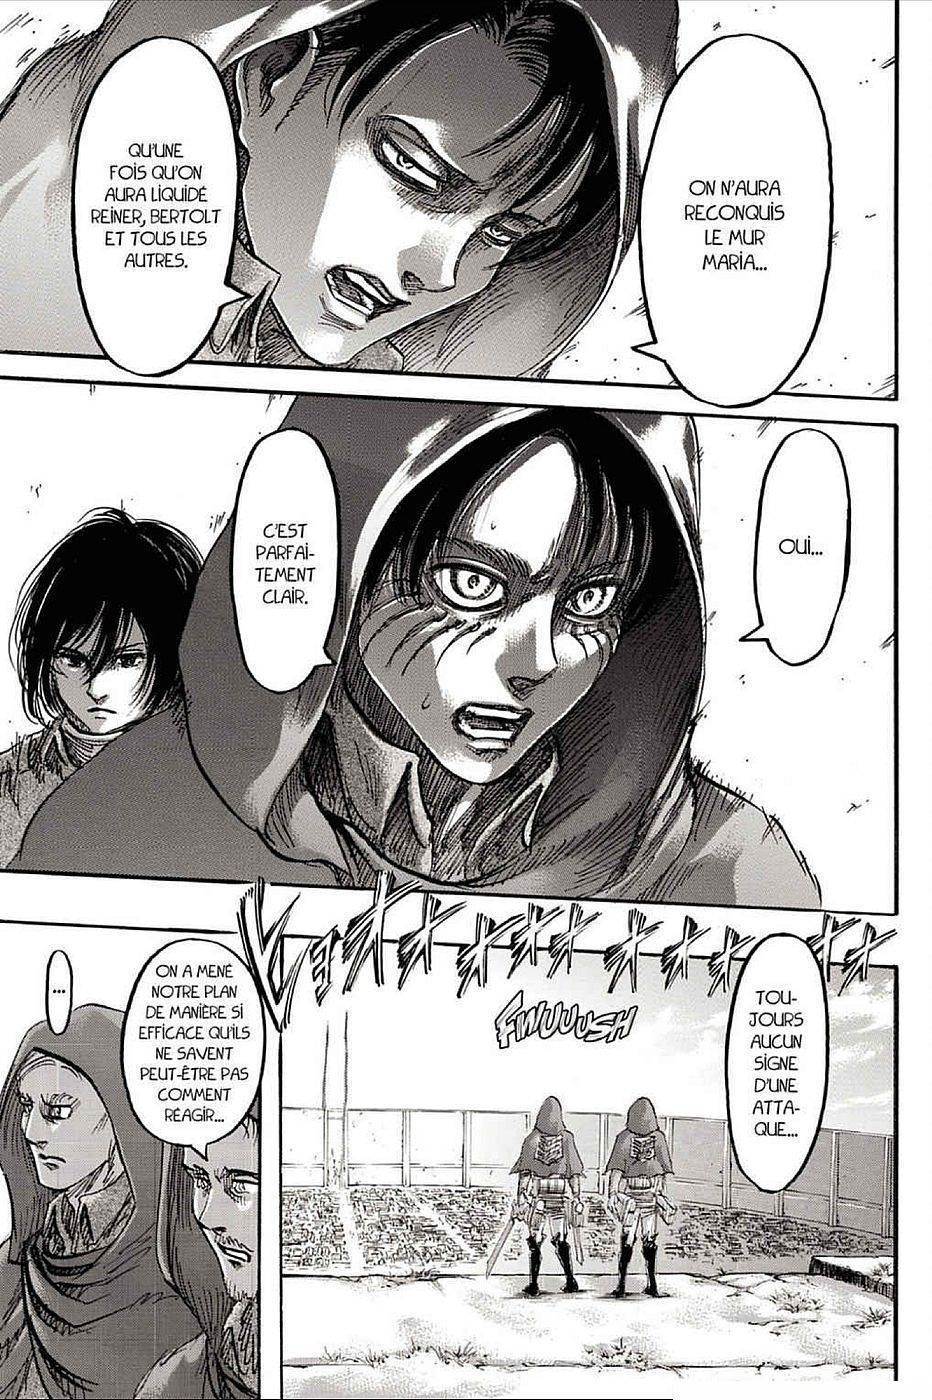 ON N'AURA
RECONQUIS
LE MUR
MARIA...
QU'UNE
FOIS QU'ON
AURA LIQUIDÉ
REINER, BERTOLT
ET TOUS LES
AUTRES.
OUI...
C'EST
PARFAI-
TEMENT
CLAIR.
TOU-
JOURS
AUCUN
SIGNE
D'UNE
ATTA-
QUE...
FWUUUSH
ON A MENÉ
NOTRE PLAN
DE MANIÈRE SI
EFFICACE QU'ILS
NE SAVENT
PEUT-ÊTRE PAS
COMMENT
RÉAGIR...
...